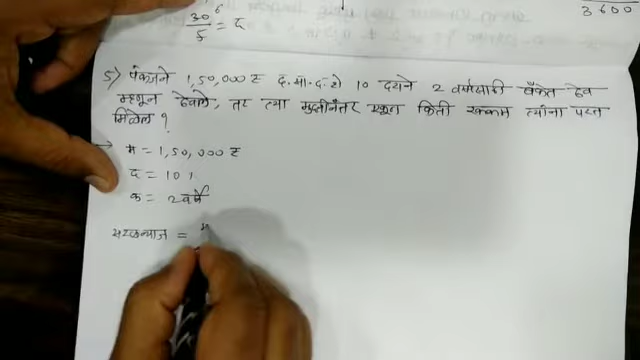 30/5 = द
6
3600
5) पंकजने 1,50,000 ₹ द.सा.द.शे 10 दराने 2 वर्षासाठी बँकेत ठेव
म्हणून ठेवले, तर त्या मुदतीनंतर एकूण किती रक्कम त्यांना परत
मिळेल ?
→ म = 1,50,000 ₹
द = 10%
क = 2 वर्षे
सरळव्याज = म